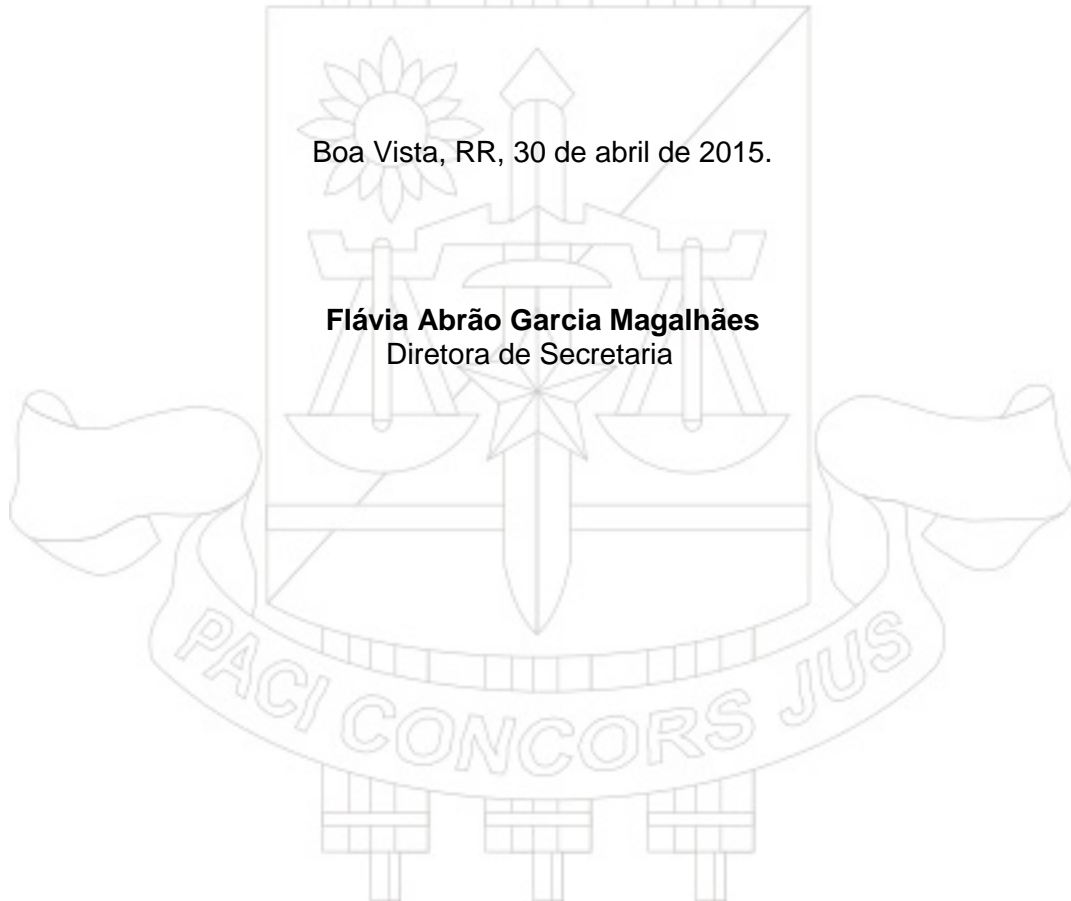 Boa Vista, RR, 30 de abril de 2015.
Flávia Abrão Garcia Magalhães
Diretora de Secretaria
PACI CONCORS JUS